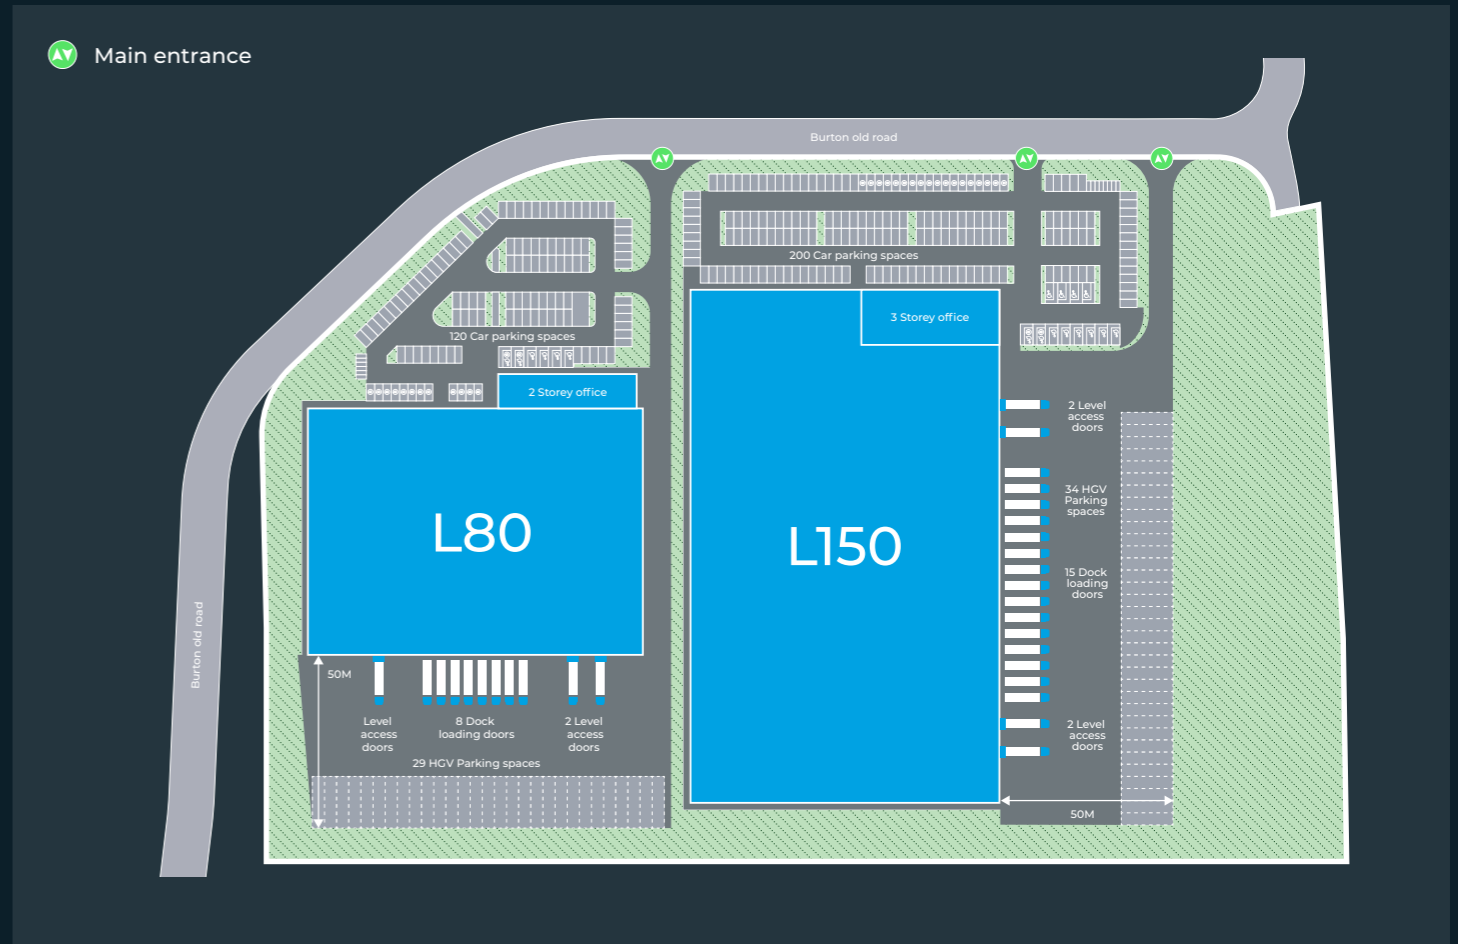 Main entrance
Burton old road
200 Car parking spaces
3 Storey office
120 Car parking spaces
2 Storey office
2 Level
access
doors
34 HGV
Parking
spaces
L80
L150
15 Dock
loading
doors
Burton old road
50M
Level
access
doors
8 Dock
loading doors
2 Level
access
doors
2 Level
access
doors
29 HGV Parking spaces
50M